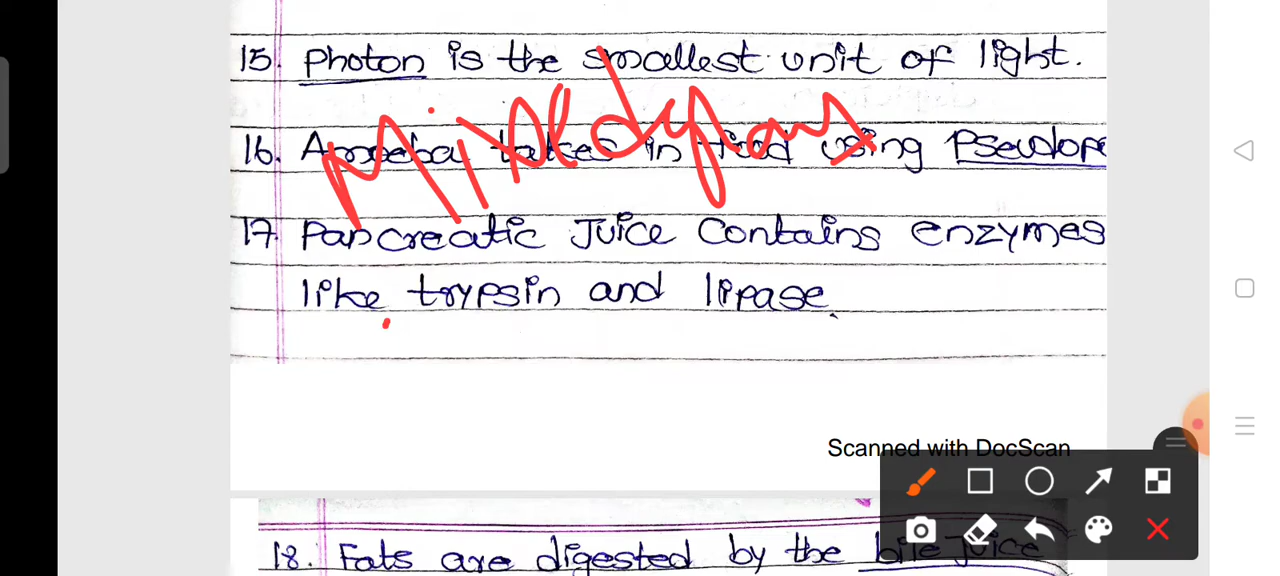 15. Photon is the smallest unit of light.
Mixed
16. Amoeba takes in food using Pseudop
17. Pancreatic Juice contains enzymes
like trypsin and lipase.
Scanned with DocScan
18. Fats are digested by the bile Juice